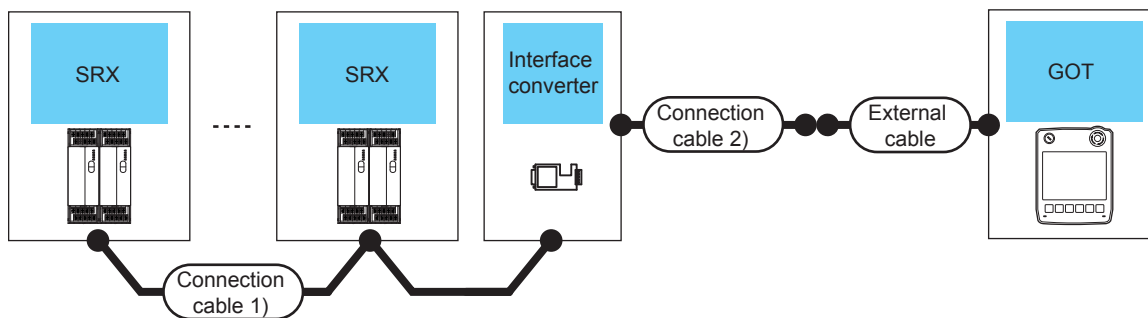 SRX
SRX
Interface
converter
GOT
Connection
cable 2)
External
cable
Connection
cable 1)